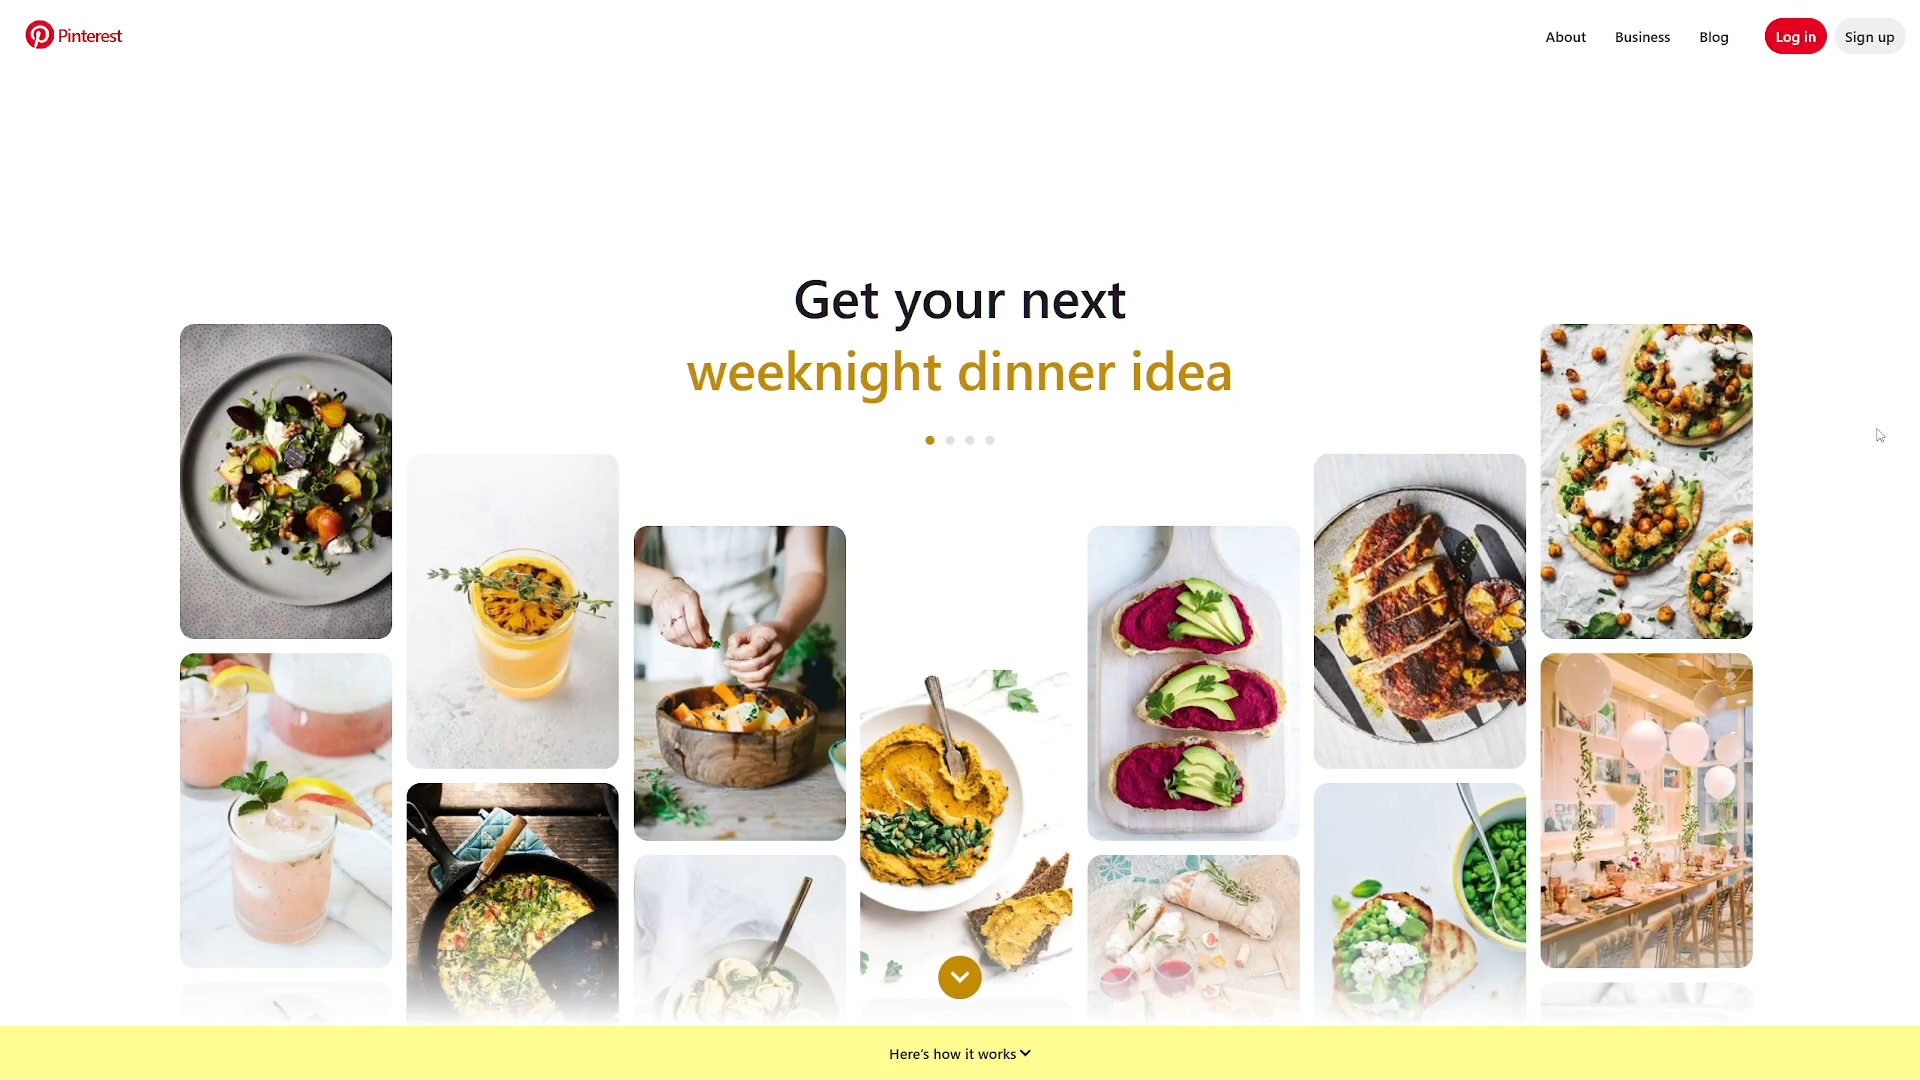 Pinterest
About Business Blog Log in Sign up
Get your next
weeknight dinner idea
Here's how it works